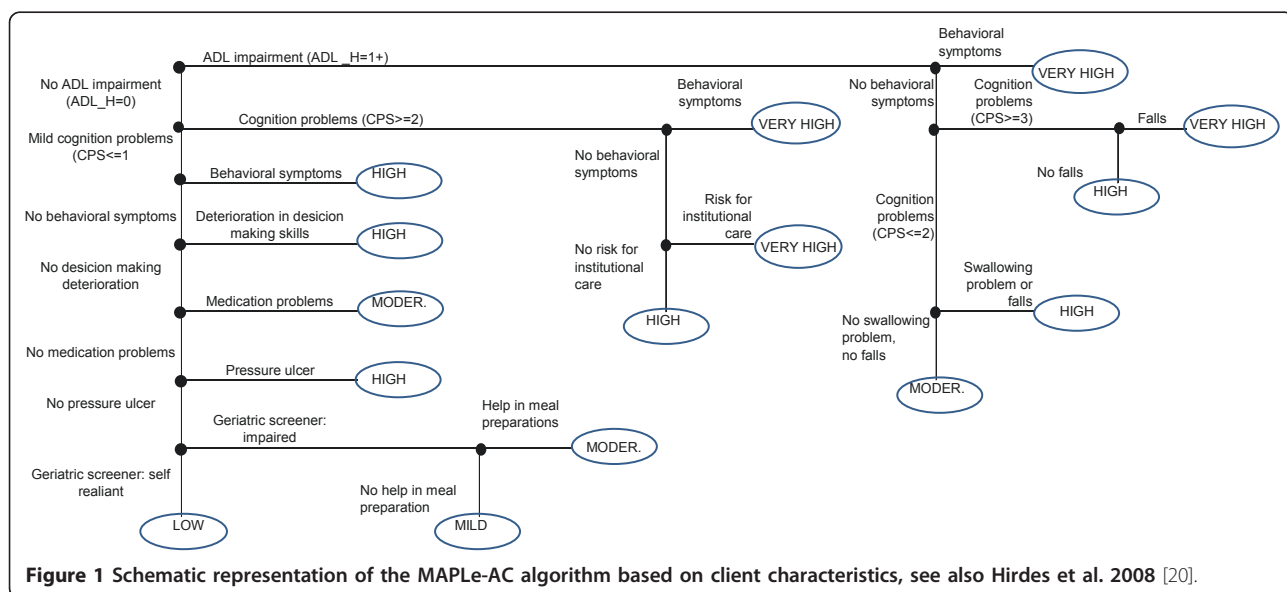 ADL impairment (ADL _H=1+)
Behavioral
symptoms
VERY HIGH
No ADL impairment
(ADL_H=0)
No behavioral
symptoms
Cognition
problems
(CPS>=3)
Falls
VERY HIGH
No falls
HIGH
Cognition problems (CPS>=2)
Behavioral
symptoms
VERY HIGH
Mild cognition problems
(CPS<=1
No behavioral
symptoms
Behavioral symptoms
HIGH
Risk for
institutional
care
VERY HIGH
Cognition
problems
(CPS<=2)
No behavioral symptoms
Deterioration in desicion
making skills
HIGH
No risk for
institutional
care
HIGH
No desicion making
deterioration
Medication problems
MODER.
Swallowing
problem or
falls
HIGH
No swallowing
problem,
no falls
MODER.
No medication problems
Pressure ulcer
HIGH
No pressure ulcer
Geriatric screener:
impaired
Help in meal
preparations
MODER.
Geriatric screener: self
realiant
No help in meal
preparation
LOW
MILD
Figure 1 Schematic representation of the MAPLe-AC algorithm based on client characteristics, see also Hirdes et al. 2008 [20].